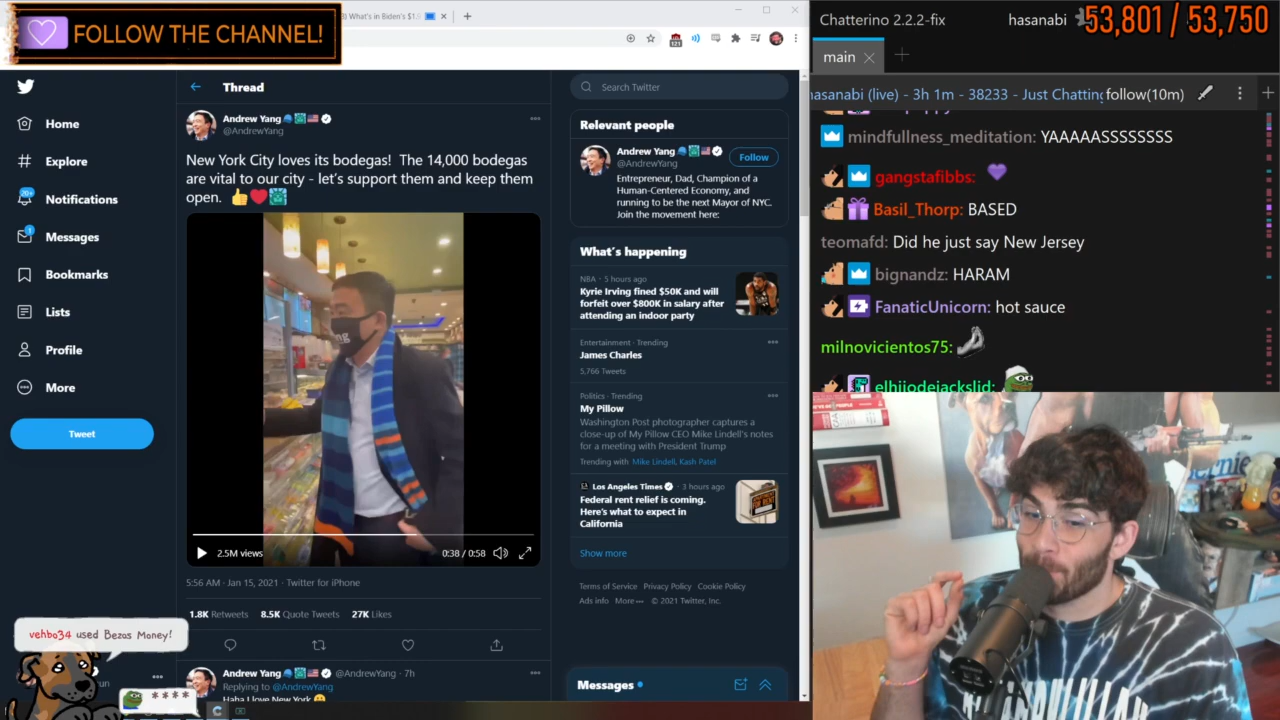 FOLLOW THE CHANNEL!
What's in Biden's $1.
121
Home
Explore
20+
Notifications
1
Messages
Bookmarks
Lists
Profile
More
Tweet
Thread
Andrew Yang
@AndrewYang
New York City loves its bodegas! The 14,000 bodegas
are vital to our city - let's support them and keep them
open.
2.5M views
0:38 / 0:58
5:56 AM · Jan 15, 2021 · Twitter for iPhone
1.8K Retweets 8.5K Quote Tweets 27K Likes
Andrew Yang @AndrewYang · 7h
Replying to @AndrewYang
Haha I love New York
vehbo34 used Bezos Money!
****
Search Twitter
Relevant people
Andrew Yang
@AndrewYang
Follow
Entrepreneur, Dad, Champion of a
Human-Centered Economy, and
running to be the next Mayor of NYC.
Join the movement here:
What's happening
NBA · 5 hours ago
Kyrie Irving fined $50K and will
forfeit over $800K in salary after
attending an indoor party
Entertainment · Trending
James Charles
5,766 Tweets
Politics · Trending
My Pillow
Washington Post photographer captures a
close-up of My Pillow CEO Mike Lindell's notes
for a meeting with President Trump
Trending with Mike Lindell, Kash Patel
Los Angeles Times · 3 hours ago
Federal rent relief is coming.
Here's what to expect in
California
Show more
Terms of Service Privacy Policy Cookie Policy
Ads info More © 2021 Twitter, Inc.
Messages
Chatterino 2.2.2-fix
hasanabi
53,801 / 53,750
main
hasanabi (live) - 3h 1m - 38233 - Just Chatting
follow(10m)
mindfullness_meditation: YAAAAASSSSSSSS
gangstafibbs:
Basil_Thorp: BASED
teomafd: Did he just say New Jersey
bignandz: HARAM
FanaticUnicorn: hot sauce
milnovicientos75:
elhijodejackslid:
Bernie